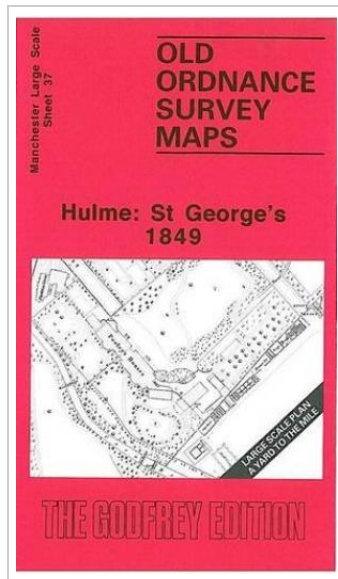 Manchester Large Scale
Sheet 37
OLD
ORDNANCE
SURVEY
MAPS
Hulme: St George's
1849
LARGE SCALE PLAN
A YARD TO THE MILE
THE GODFREY EDITION